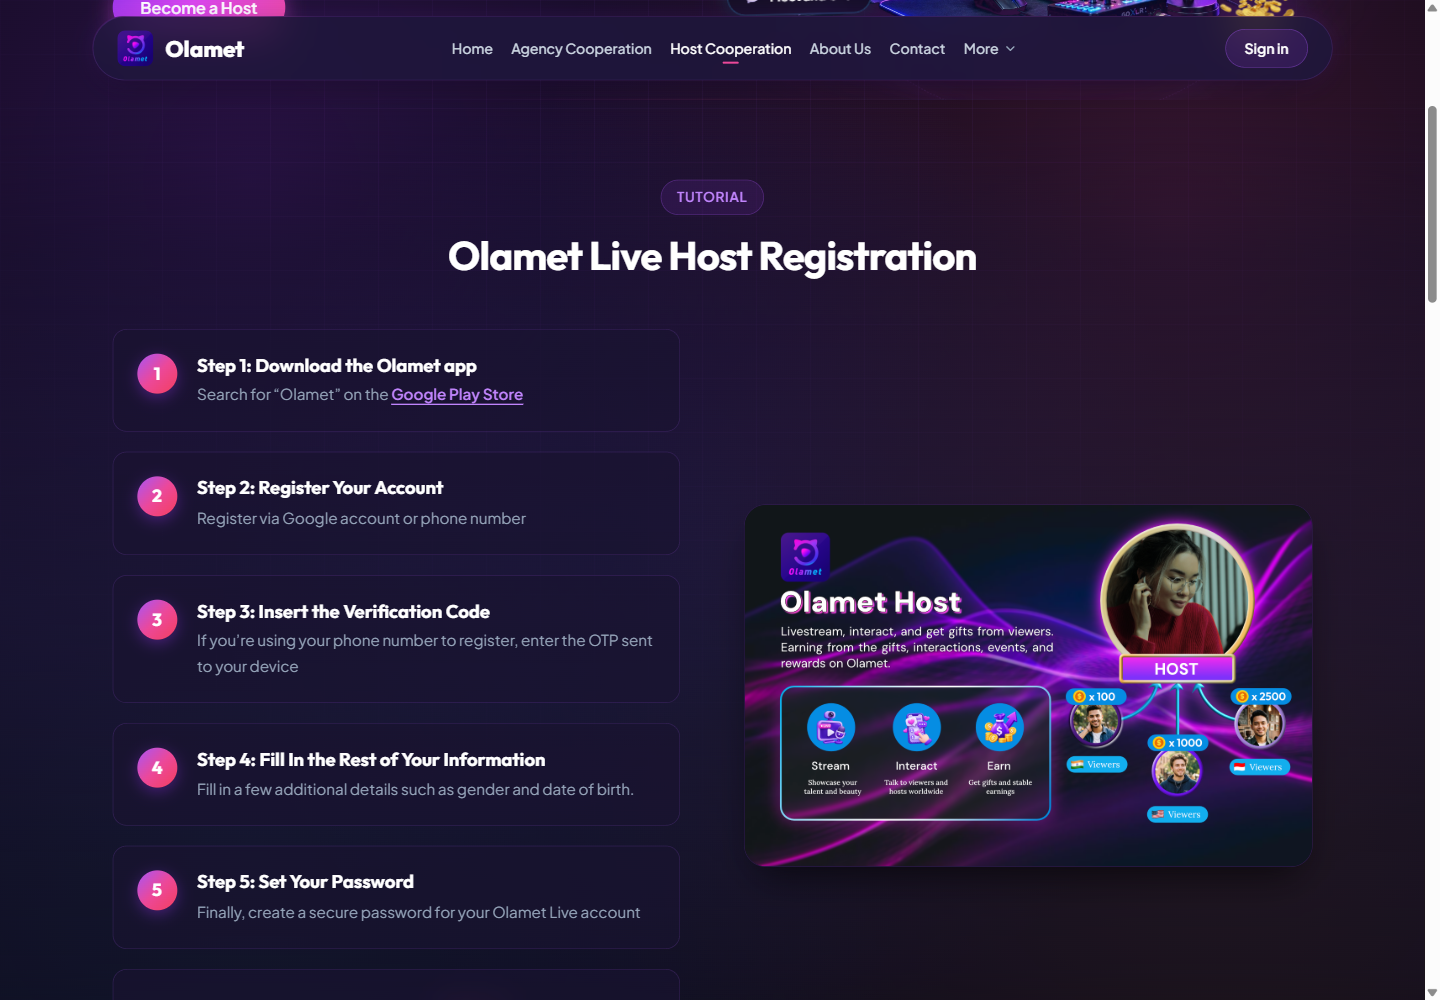 Become a Host
Olamet
Olamet
Home
Agency Cooperation
Host Cooperation
About Us
Contact
More
Sign in
TUTORIAL
Olamet Live Host Registration
1
Step 1: Download the Olamet app
Search for “Olamet” on the Google Play Store
2
Step 2: Register Your Account
Register via Google account or phone number
3
Step 3: Insert the Verification Code
If you’re using your phone number to register, enter the OTP sent
to your device
4
Step 4: Fill In the Rest of Your Information
Fill in a few additional details such as gender and date of birth.
5
Step 5: Set Your Password
Finally, create a secure password for your Olamet Live account
Olamet
Olamet Host
Livestream, interact, and get gifts from viewers.
Earning from the gifts, interactions, events, and
rewards on Olamet.
Stream
Showcase your
talent and beauty
Interact
Talk to viewers and
hosts worldwide
Earn
Get gifts and stable
earnings
HOST
x 100
x 2500
x 1000
Viewers
Viewers
Viewers